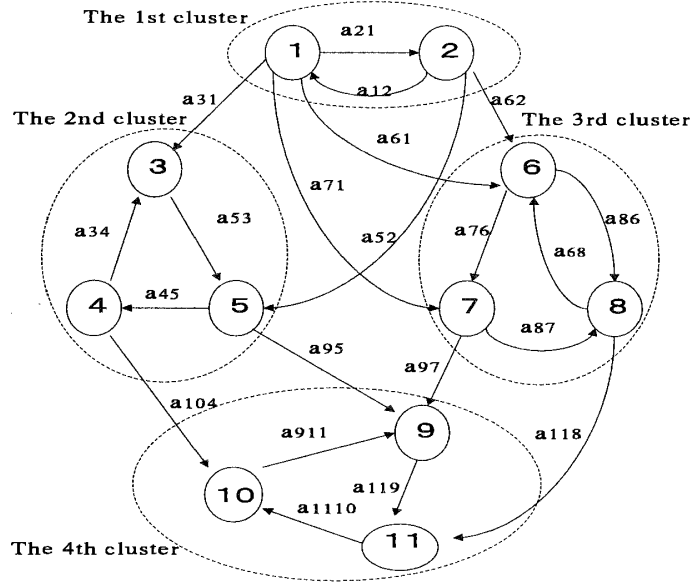 The 1st cluster
a21
1
2
a12
a31
a62
The 2nd cluster
The 3rd cluster
a61
3
6
a71
a53
a86
a34
a52
a76
a68
a45
4
5
7
8
a87
a95
a97
a104
a911
9
a118
a119
10
a1110
11
The 4th cluster